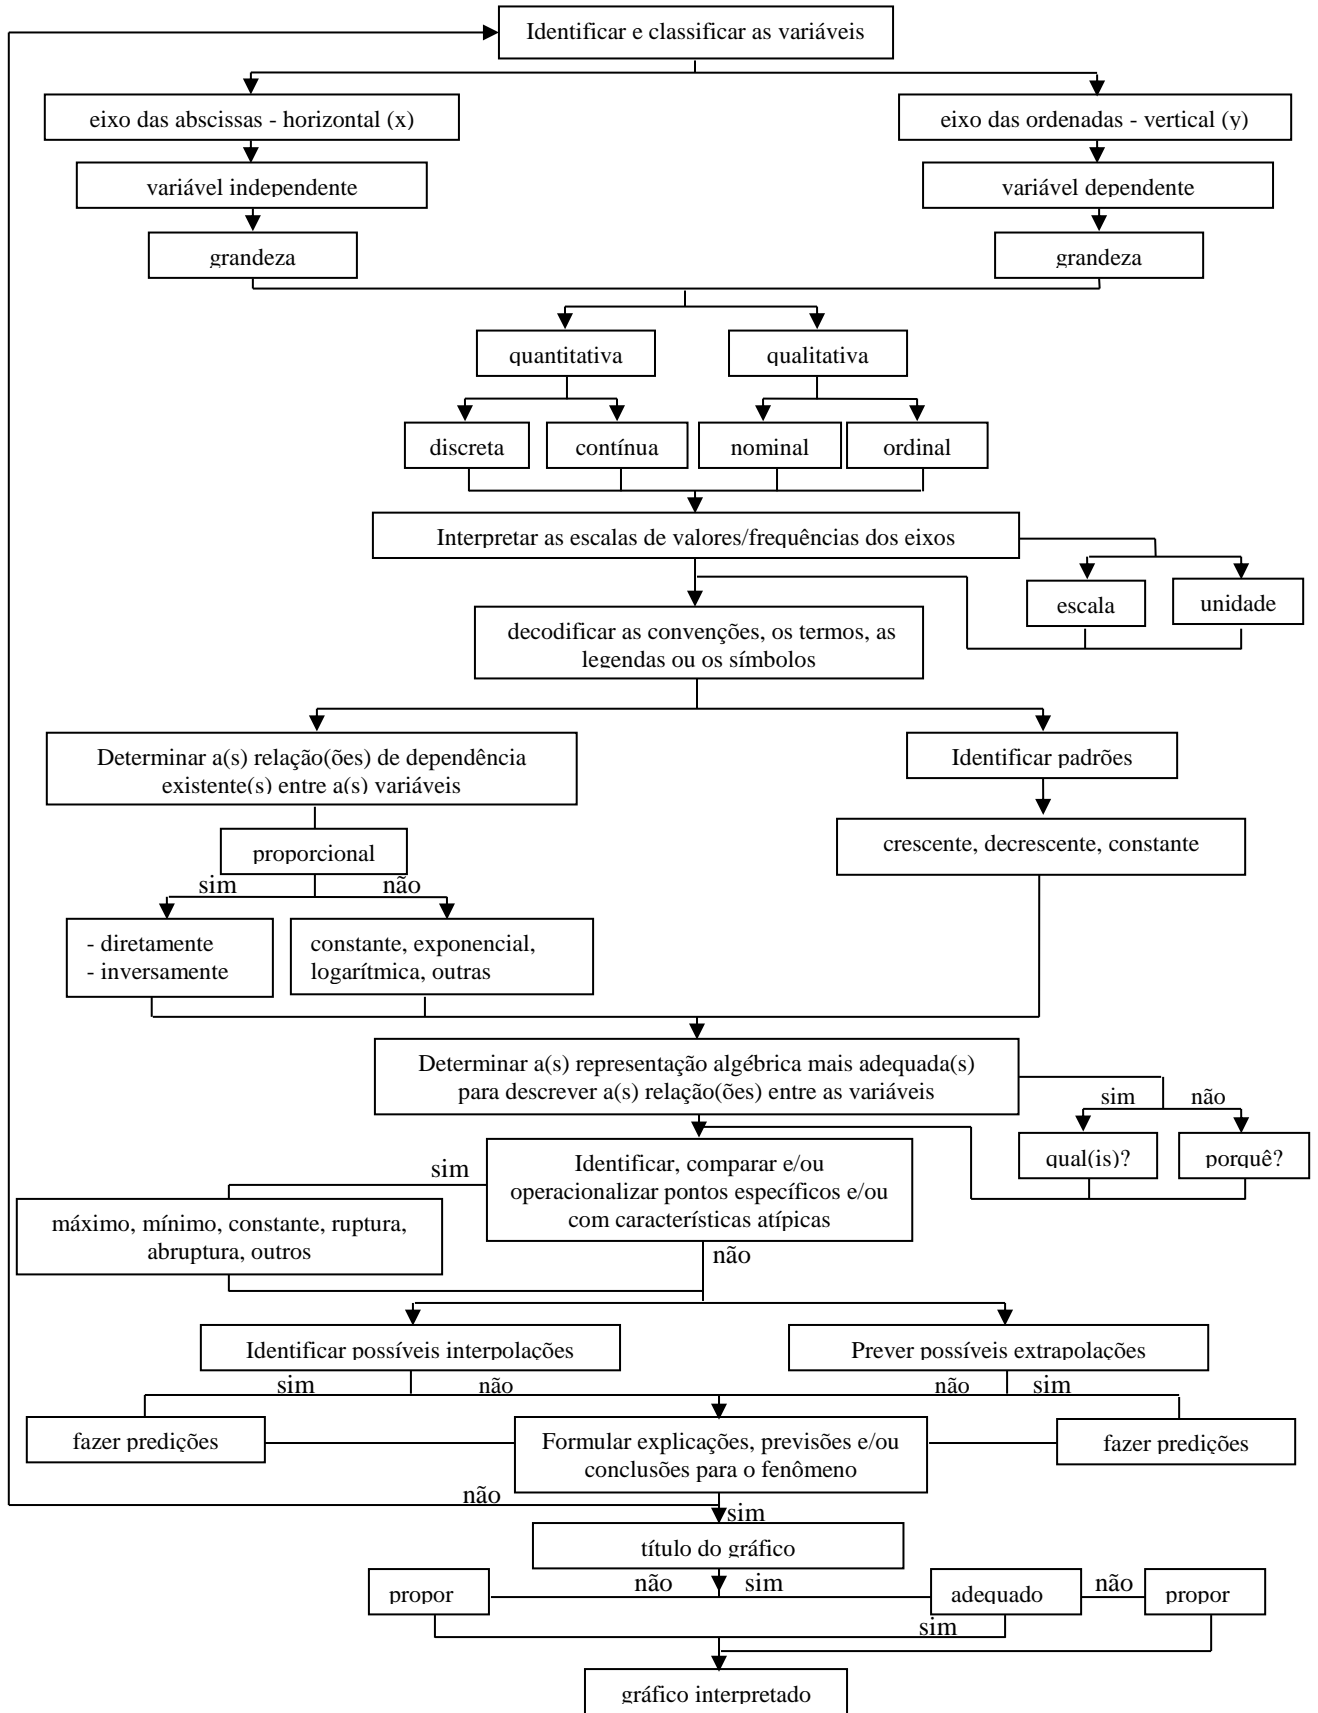 Identificar e classificar as variáveis
eixo das abscissas - horizontal (x)
eixo das ordenadas - vertical (y)
variável independente
variável dependente
grandeza
grandeza
quantitativa
qualitativa
discreta
contínua
nominal
ordinal
Interpretar as escalas de valores/frequências dos eixos
escala
unidade
decodificar as convenções, os termos, as
legendas ou os símbolos
Determinar a(s) relação(ões) de dependência
existente(s) entre a(s) variáveis
Identificar padrões
proporcional
crescente, decrescente, constante
sim
não
- diretamente
- inversamente
constante, exponencial,
logarítmica, outras
Determinar a(s) representação algébrica mais adequada(s)
para descrever a(s) relação(ões) entre as variáveis
sim
não
qual(is)?
porquê?
Identificar, comparar e/ou
operacionalizar pontos específicos e/ou
com características atípicas
sim
máximo, mínimo, constante, ruptura,
abruptura, outros
não
Identificar possíveis interpolações
Prever possíveis extrapolações
sim
não
não
sim
fazer predições
Formular explicações, previsões e/ou
conclusões para o fenômeno
fazer predições
não
sim
título do gráfico
propor
não
sim
adequado
não
propor
sim
gráfico interpretado